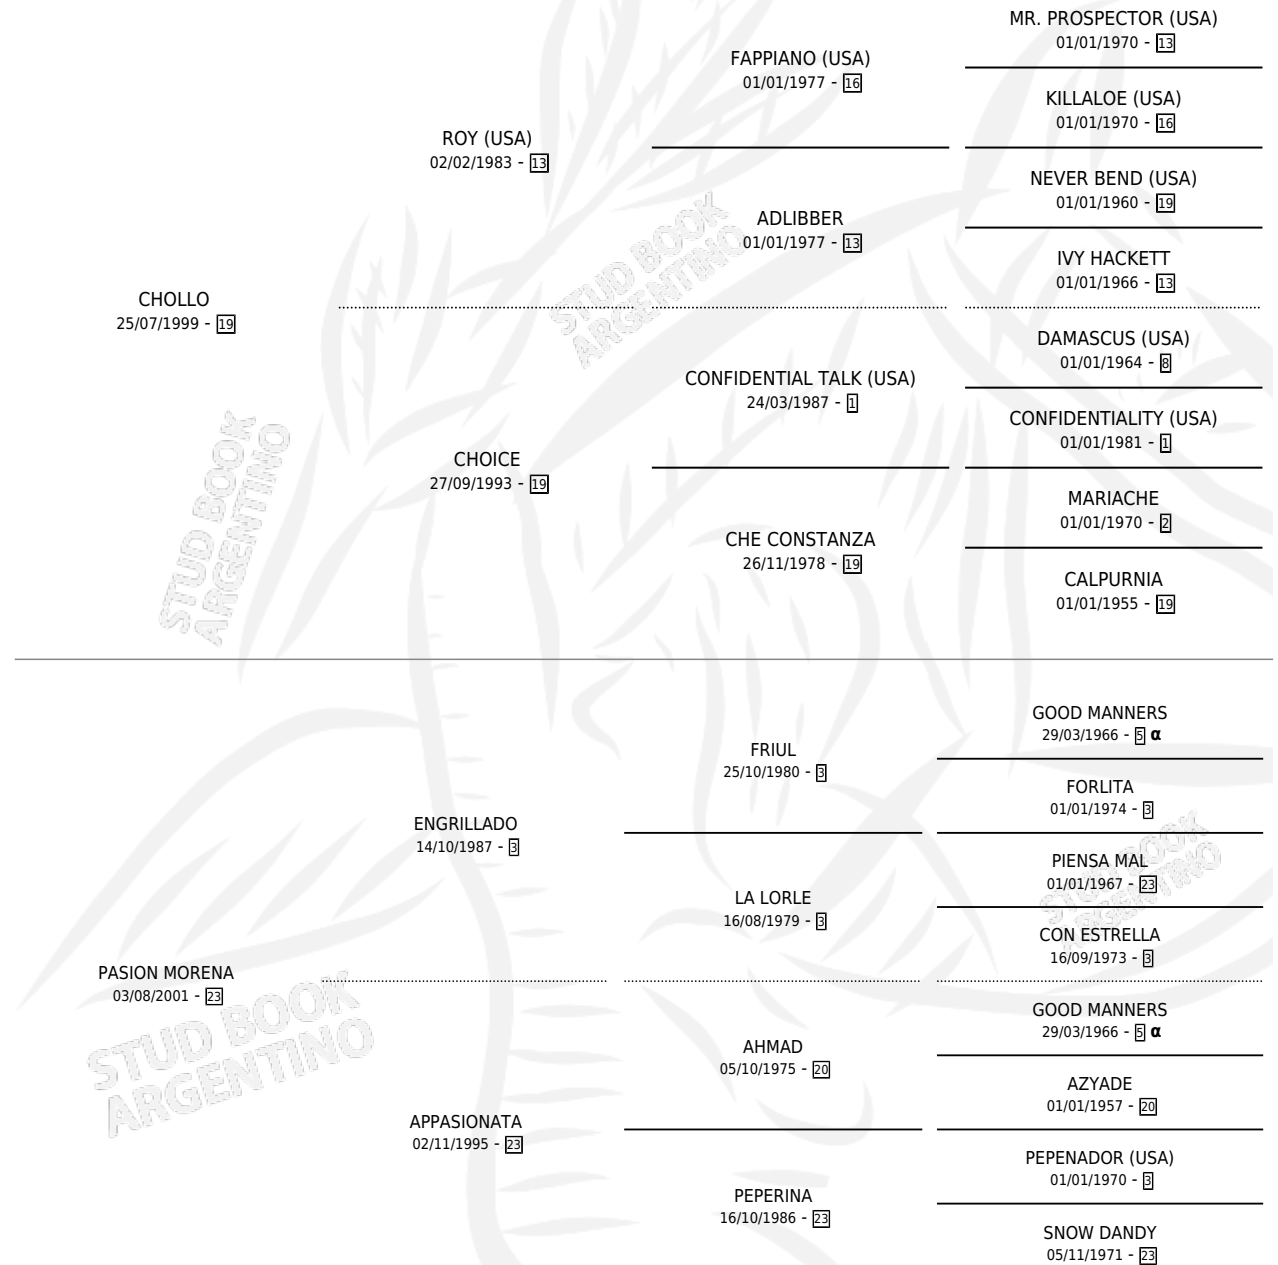 MR. PROSPECTOR (USA)
01/01/1970 - 13
FAPPIANO (USA)
01/01/1977 - 16
KILLALOE (USA)
01/01/1970 - 16
ROY (USA)
02/02/1983 - 13
NEVER BEND (USA)
01/01/1960 - 19
ADLIBBER
01/01/1977 - 13
IVY HACKETT
01/01/1966 - 13
CHOLLO
25/07/1999 - 19
DAMASCUS (USA)
01/01/1964 - 8
CONFIDENTIAL TALK (USA)
24/03/1987 - 1
CONFIDENTIALITY (USA)
01/01/1981 - 1
CHOICE
27/09/1993 - 19
MARIACHE
01/01/1970 - 2
CHE CONSTANZA
26/11/1978 - 19
CALPURNIA
01/01/1955 - 19
GOOD MANNERS
29/03/1966 - 5 α
FRIUL
25/10/1980 - 3
FORLITA
01/01/1974 - 3
ENGRILLADO
14/10/1987 - 3
PIENSA MAL
01/01/1967 - 23
LA LORLE
16/08/1979 - 3
CON ESTRELLA
16/09/1973 - 3
PASION MORENA
03/08/2001 - 23
GOOD MANNERS
29/03/1966 - 5 α
AHMAD
05/10/1975 - 20
AZYADE
01/01/1957 - 20
APPASIONATA
02/11/1995 - 23
PEPENADOR (USA)
01/01/1970 - 3
PEPERINA
16/10/1986 - 23
SNOW DANDY
05/11/1971 - 23
STUD BOOK
ARGENTINO
STUD BOOK
ARGENTINO
STUD BOOK
ARGENTINO
STUD BOOK
ARGENTINO